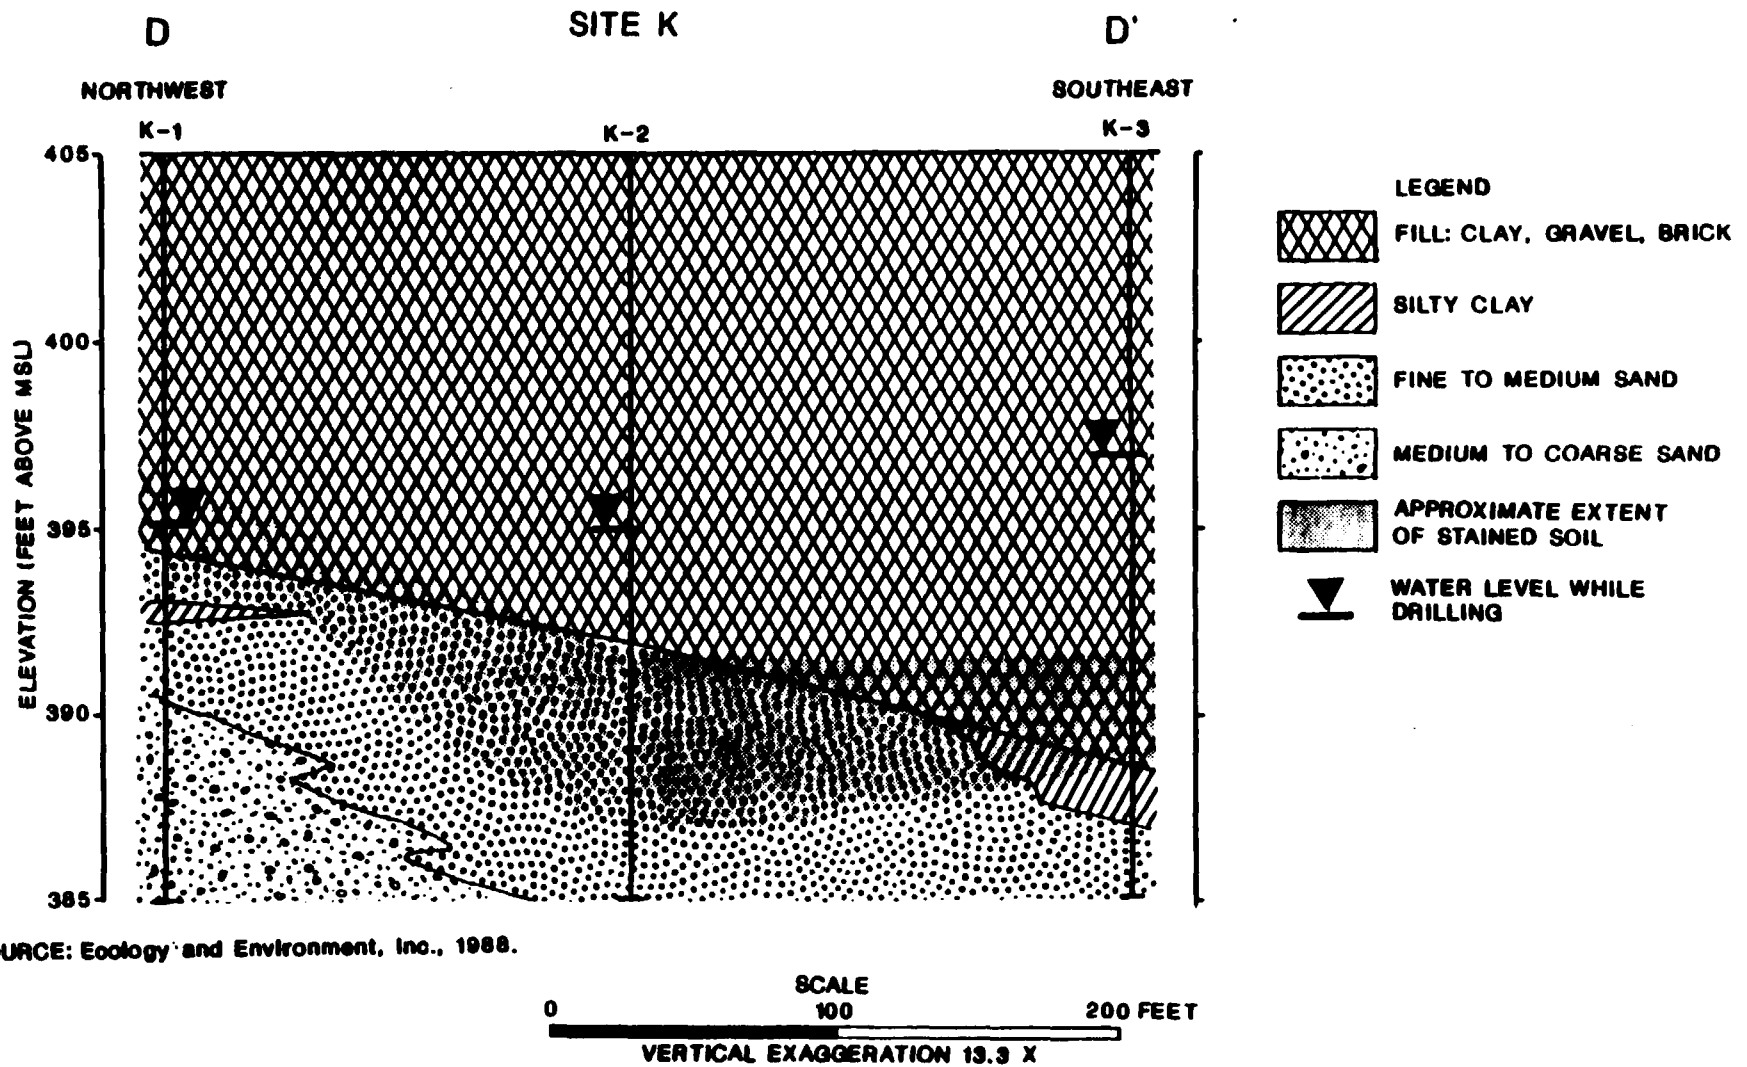 D
SITE K
D'
NORTHWEST
SOUTHEAST
K-1
K-2
K-3
405
400
395
390
385
ELEVATION (FEET ABOVE MSL)
LEGEND
FILL: CLAY, GRAVEL, BRICK
SILTY CLAY
FINE TO MEDIUM SAND
MEDIUM TO COARSE SAND
APPROXIMATE EXTENT
OF STAINED SOIL
WATER LEVEL WHILE
DRILLING
URCE: Ecology and Environment, Inc., 1988.
SCALE
0 100 200 FEET
VERTICAL EXAGGERATION 13.3 X